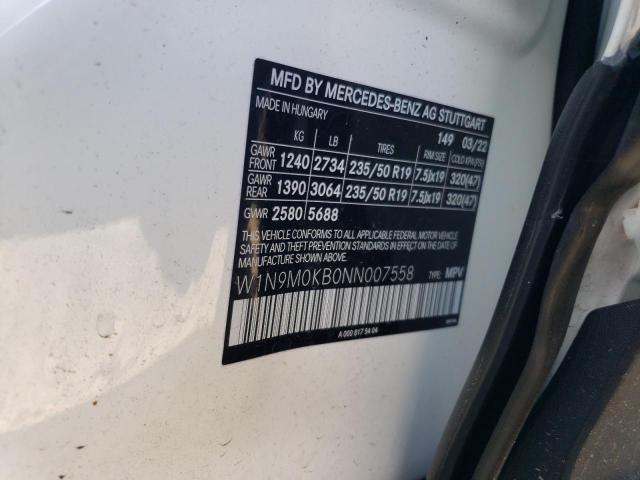 MFD BY MERCEDES-BENZ AG STUTTGART
MADE IN HUNGARY 149 03/22
KG LB TIRES RIM SIZE COLD KPA(PSI)
GAWR FRONT 1240 2734 235/50 R19 7.5Jx19 320(47)
GAWR REAR 1390 3064 235/50 R19 7.5Jx19 320(47)
GVWR 2580 5688
THIS VEHICLE CONFORMS TO ALL APPLICABLE FEDERAL MOTOR VEHICLE
SAFETY AND THEFT PREVENTION STANDARDS IN EFFECT ON THE DATE OF
MANUFACTURE SHOWN ABOVE.
W1N9M0KB0NN007558 TYPE: MPV
A 000 817 54 04